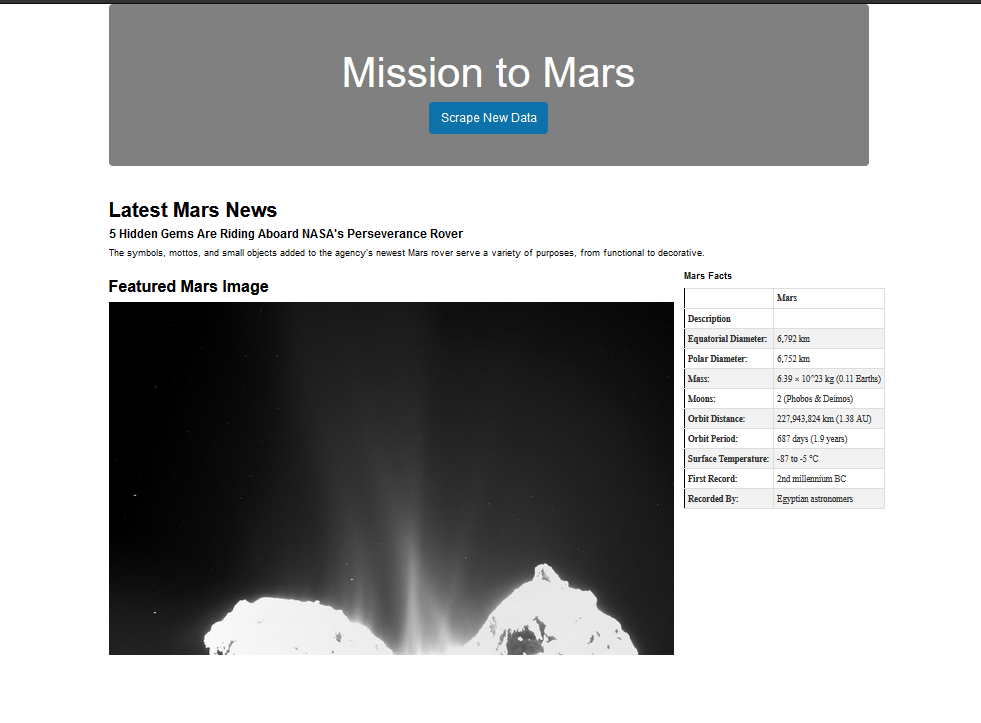 Mission to Mars
Scrape New Data
Latest Mars News
5 Hidden Gems Are Riding Aboard NASA's Perseverance Rover
The symbols, mottos, and small objects added to the agency's newest Mars rover serve a variety of purposes, from functional to decorative.
Featured Mars Image
Mars Facts
Mars
Description
Equatorial Diameter: 6,792 km
Polar Diameter: 6,752 km
Mass: 6.39 × 10^23 kg (0.11 Earths)
Moons: 2 (Phobos & Deimos)
Orbit Distance: 227,943,824 km (1.38 AU)
Orbit Period: 687 days (1.9 years)
Surface Temperature: -87 to -5 °C
First Record: 2nd millennium BC
Recorded By: Egyptian astronomers